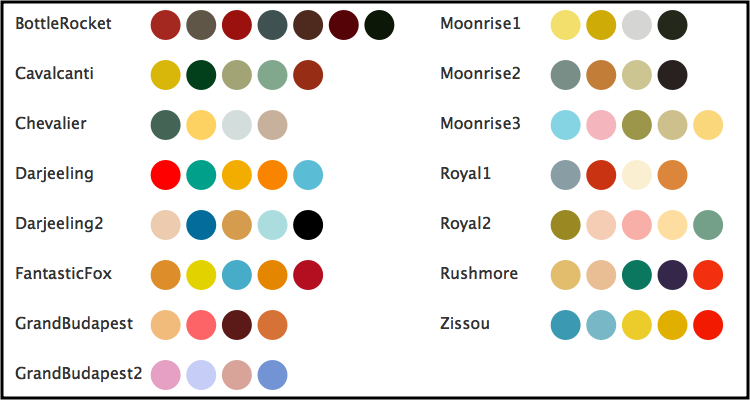 BottleRocket
Cavalcanti
Chevalier
Darjeeling
Darjeeling2
FantasticFox
GrandBudapest
GrandBudapest2
Moonrise1
Moonrise2
Moonrise3
Royal1
Royal2
Rushmore
Zissou